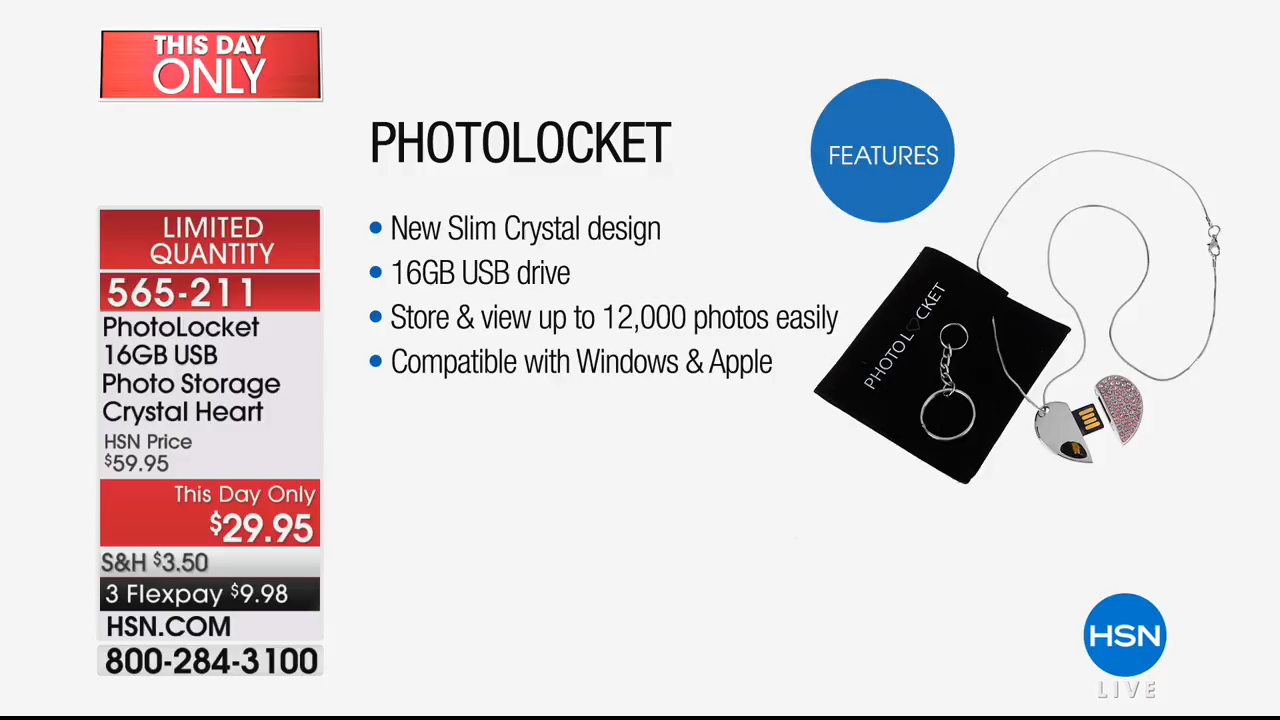 THIS DAY
ONLY
PHOTOLOCKET
FEATURES
• New Slim Crystal design
• 16GB USB drive
• Store & view up to 12,000 photos easily
• Compatible with Windows & Apple
PHOTOLOCKET
LIMITED
QUANTITY
565-211
PhotoLocket
16GB USB
Photo Storage
Crystal Heart
HSN Price
$59.95
This Day Only
$29.95
S&H $3.50
3 Flexpay $9.98
HSN.COM
800-284-3100
HSN
LIVE